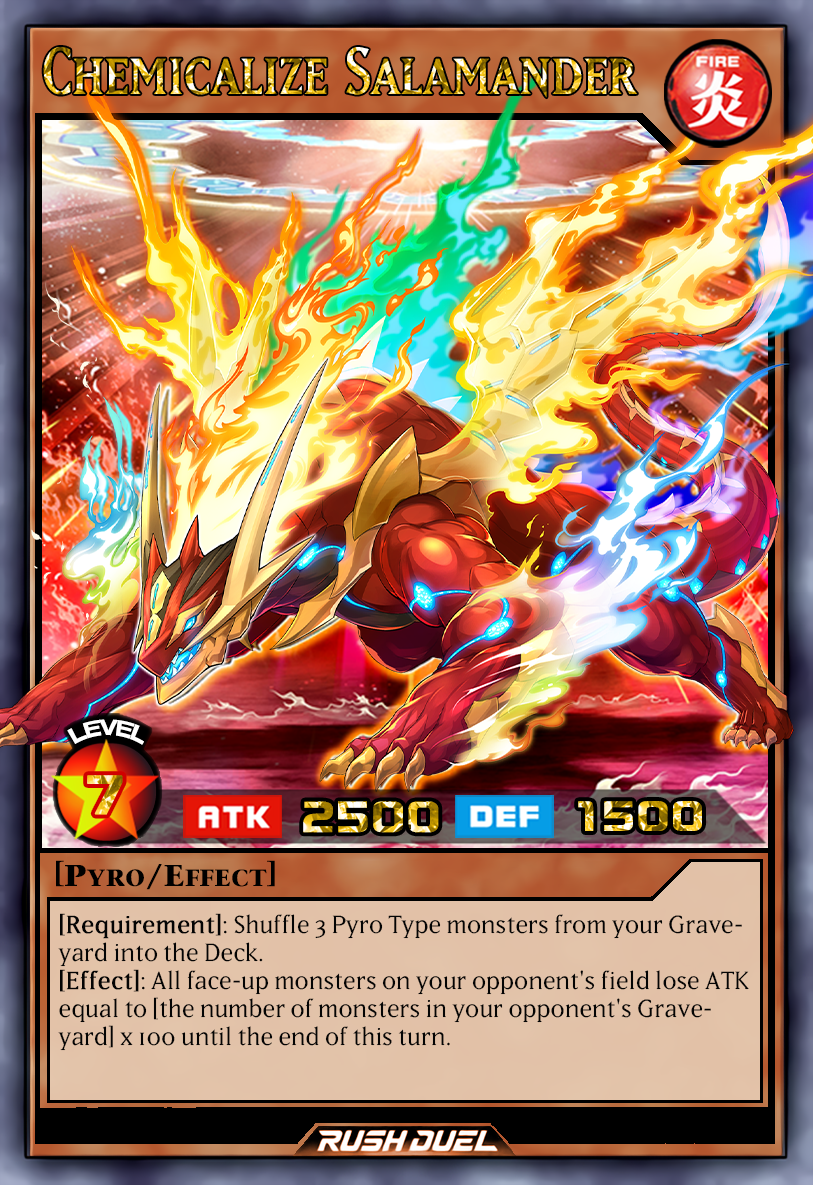 Chemicalize Salamander
FIRE
炎
LEVEL
7
ATK 2500 DEF 1500
[Pyro/Effect]
[Requirement]: Shuffle 3 Pyro Type monsters from your Grave-
yard into the Deck.
[Effect]: All face-up monsters on your opponent's field lose ATK
equal to [the number of monsters in your opponent's Grave-
yard] x 100 until the end of this turn.
RUSH DUEL